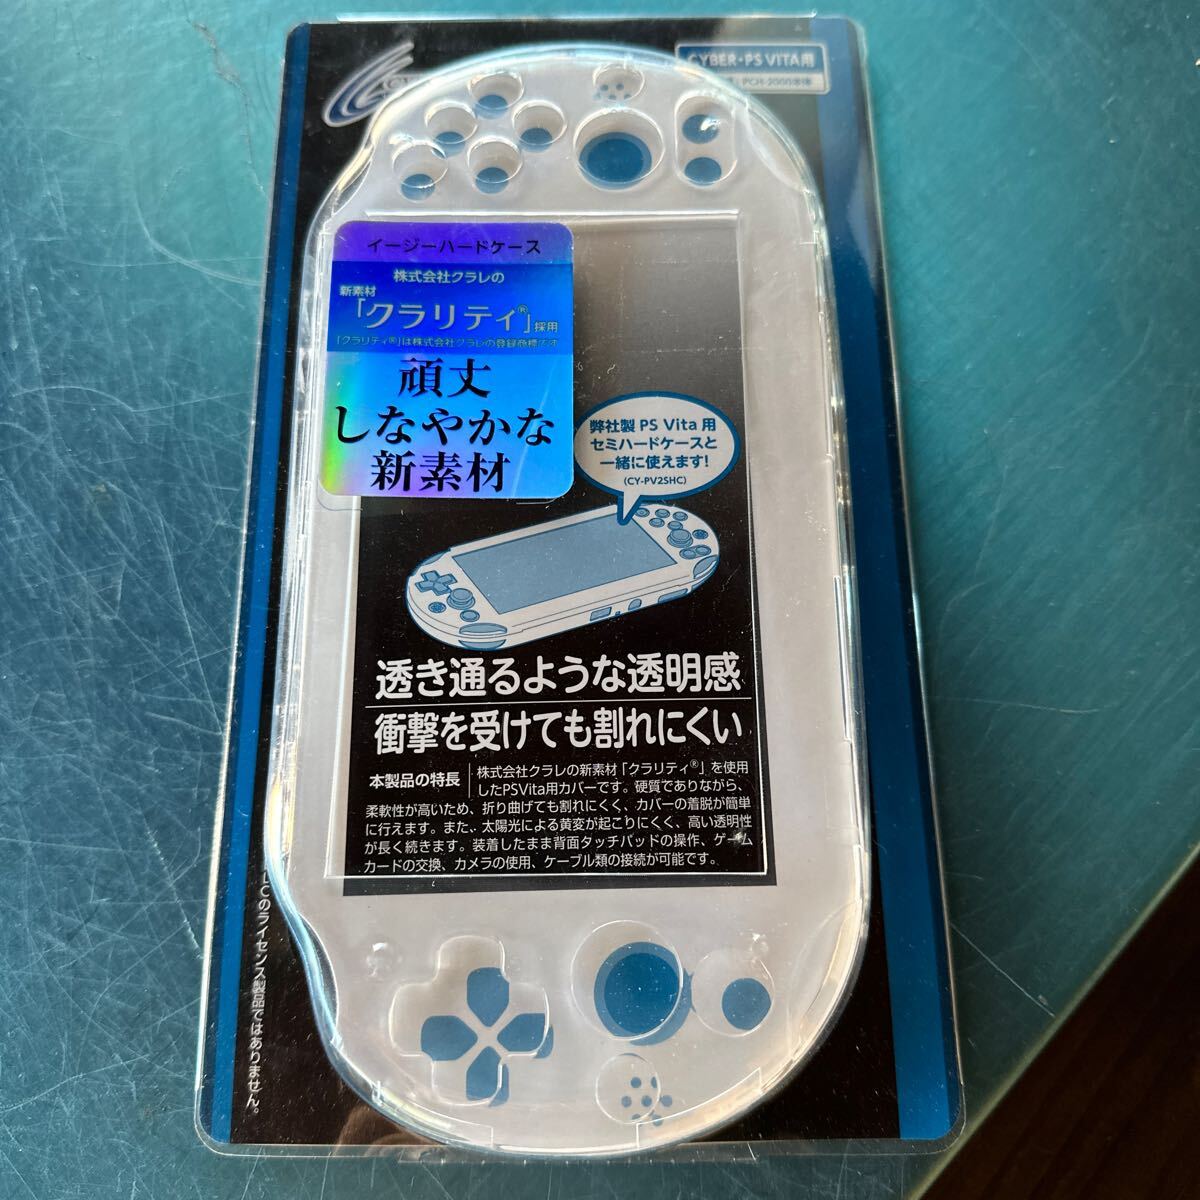 CYBER・PS VITA用
PCH-2000本体
イージーハードケース
株式会社クラレの
新素材
「クラリティ®」採用
「クラリティ®」は株式会社クラレの登録商標です
頑丈
しなやかな
新素材
弊社製 PS Vita 用
セミハードケースと
一緒に使えます!
(CY-PV2SHC)
透き通るような透明感
衝撃を受けても割れにくい
本製品の特長
株式会社クラレの新素材「クラリティ®」を使用
したPSVita用カバーです。硬質でありながら、
柔軟性が高いため、折り曲げても割れにくく、カバーの着脱が簡単
に行えます。また、太陽光による黄変が起こりにくく、高い透明性
が長く続きます。装着したまま背面タッチパッドの操作、ゲーム
カードの交換、カメラの使用、ケーブル類の接続が可能です。
のライセンス製品ではありません。